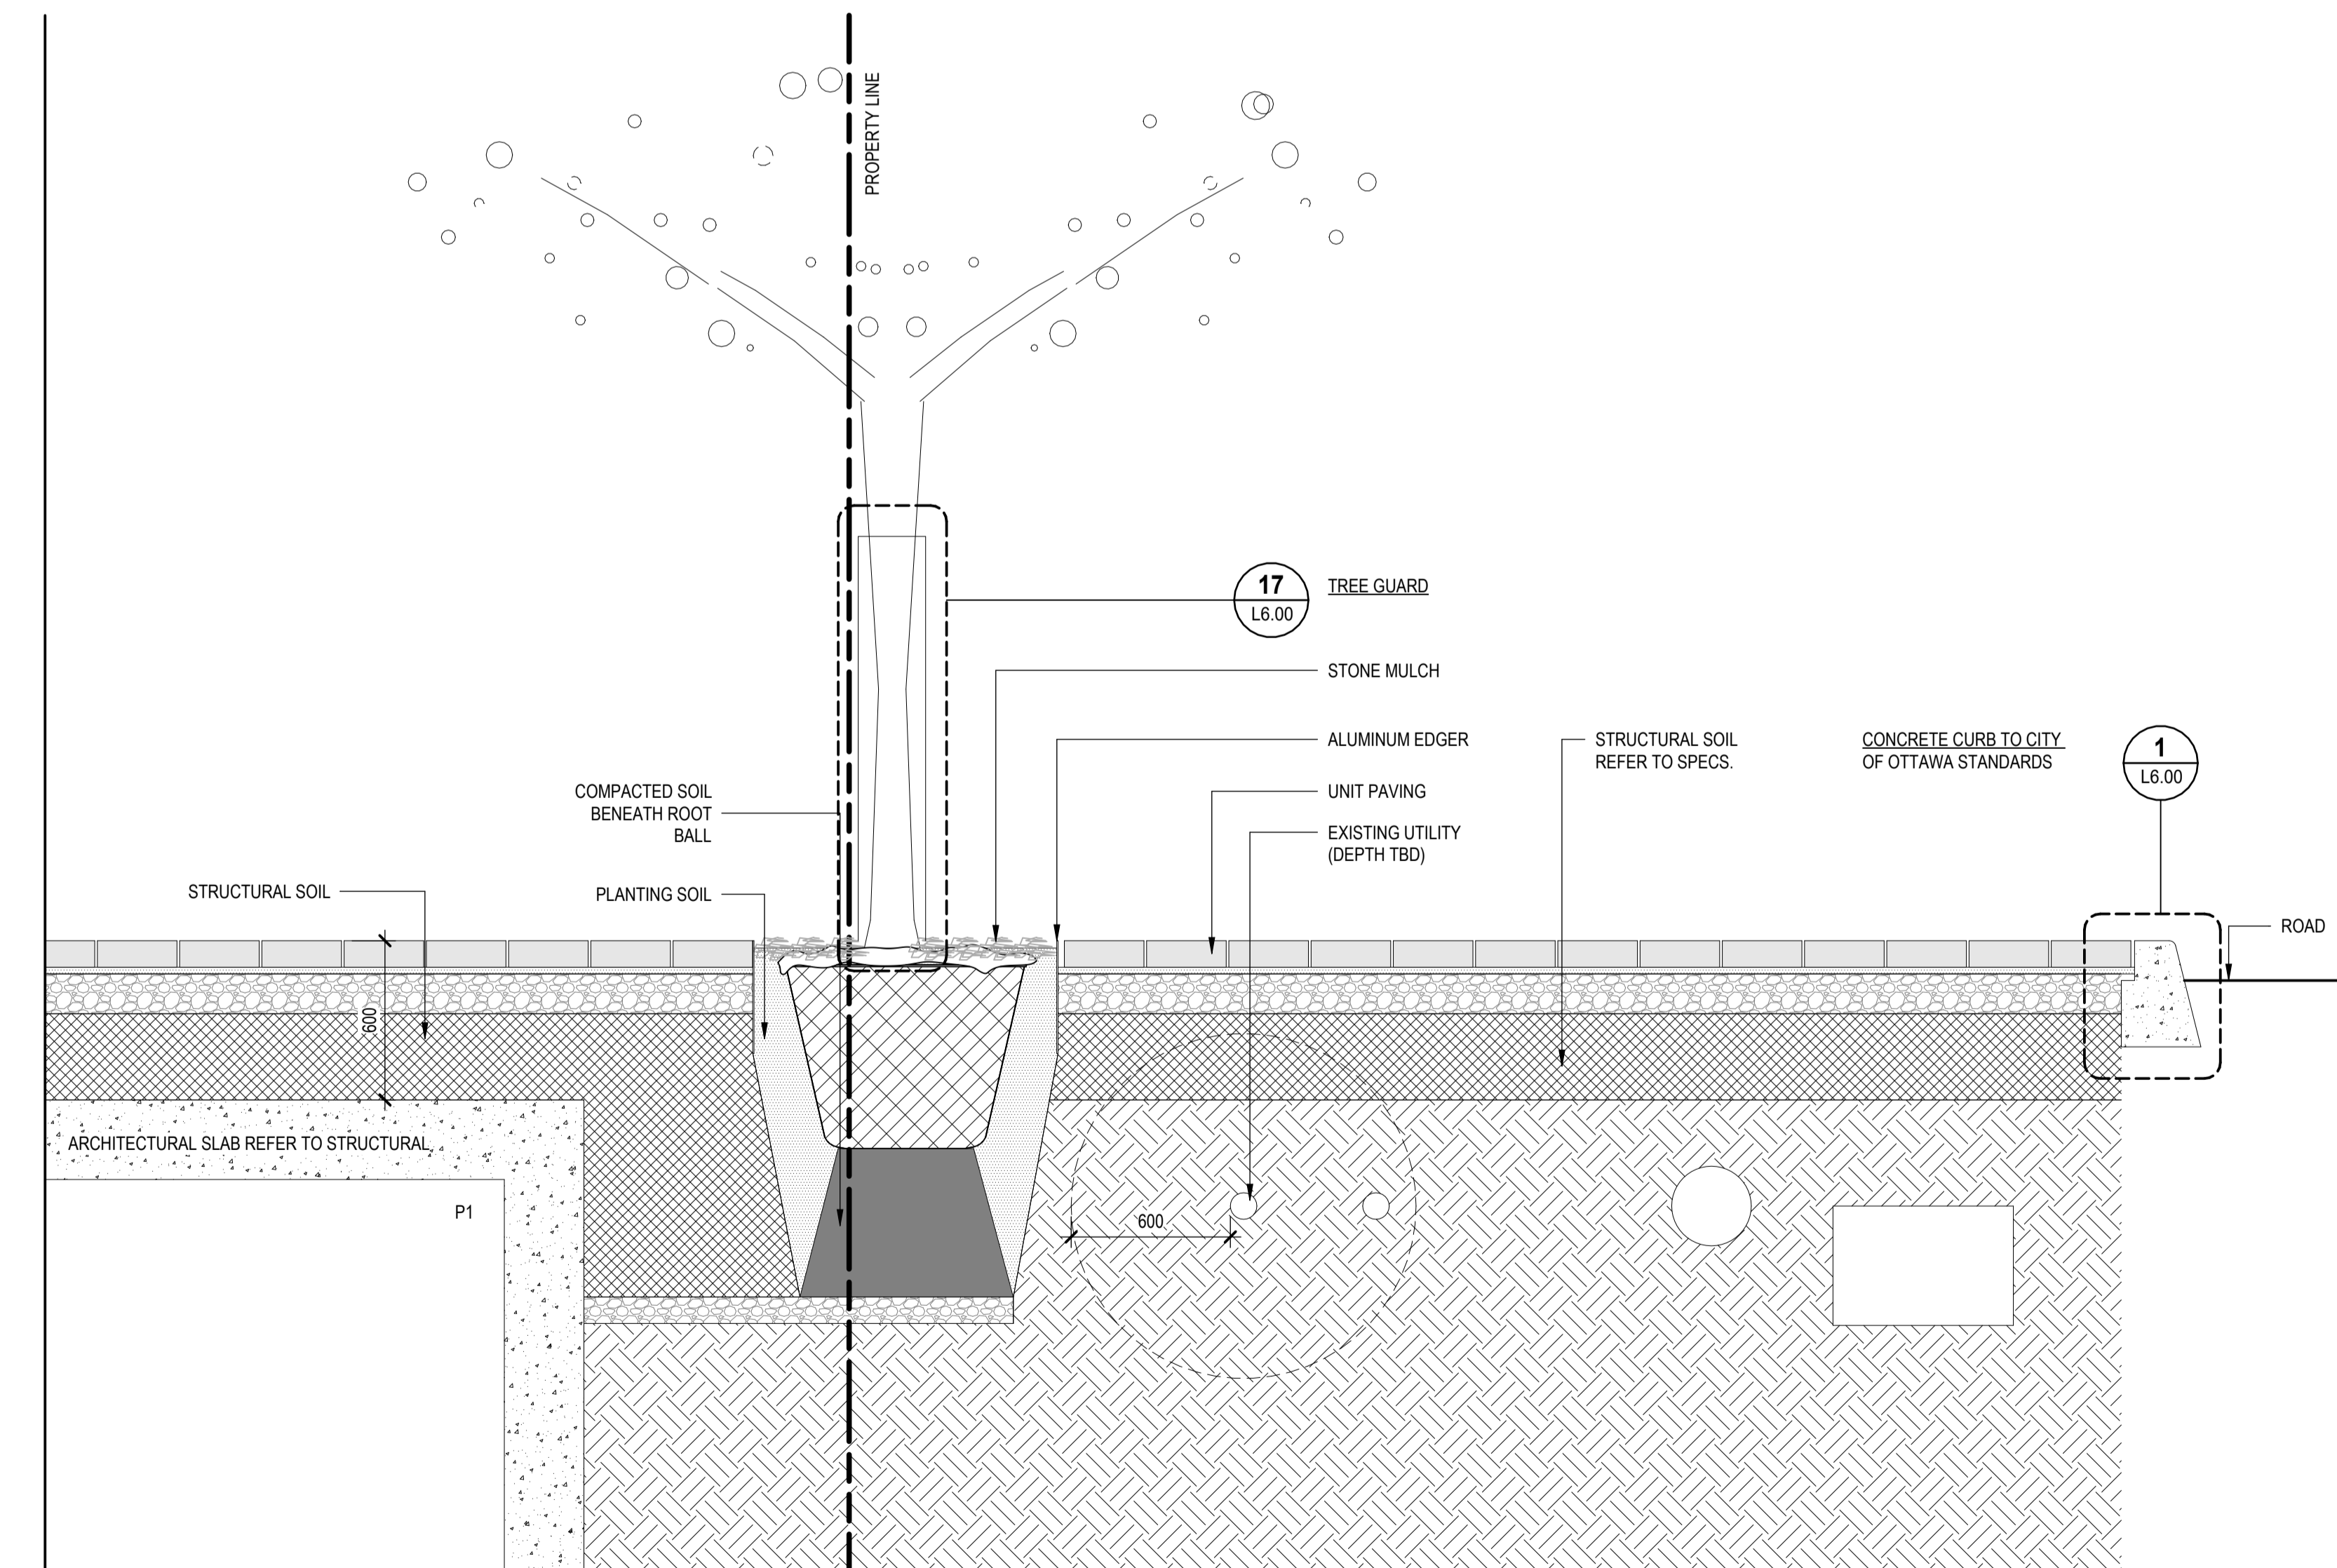 PROPERTY LINE
17
L6.00
TREE GUARD
STONE MULCH
ALUMINUM EDGER
STRUCTURAL SOIL
REFER TO SPECS.
CONCRETE CURB TO CITY
OF OTTAWA STANDARDS
1
L6.00
COMPACTED SOIL
BENEATH ROOT
BALL
UNIT PAVING
EXISTING UTILITY
(DEPTH TBD)
STRUCTURAL SOIL
PLANTING SOIL
ROAD
600
ARCHITECTURAL SLAB REFER TO STRUCTURAL
P1
600